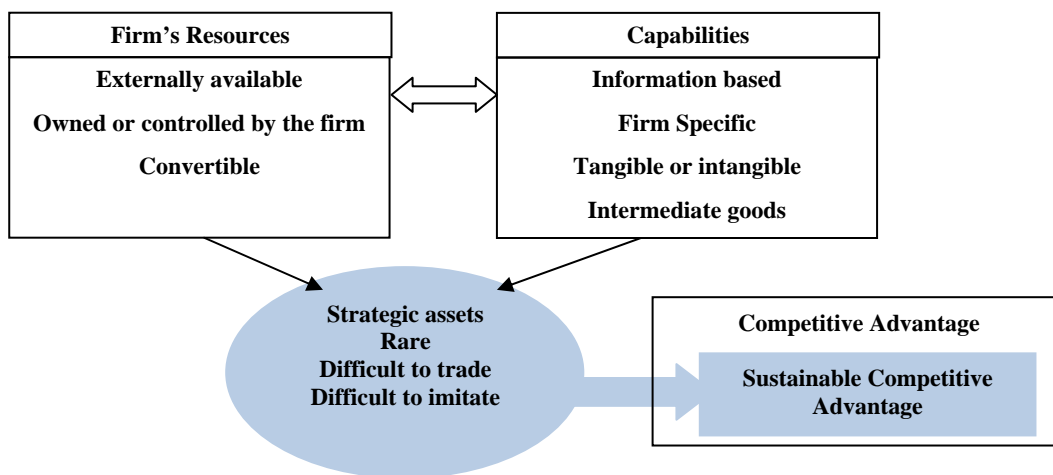 Firm’s Resources
Externally available
Owned or controlled by the firm
Convertible
Capabilities
Information based
Firm Specific
Tangible or intangible
Intermediate goods
Strategic assets
Rare
Difficult to trade
Difficult to imitate
Competitive Advantage
Sustainable Competitive
Advantage